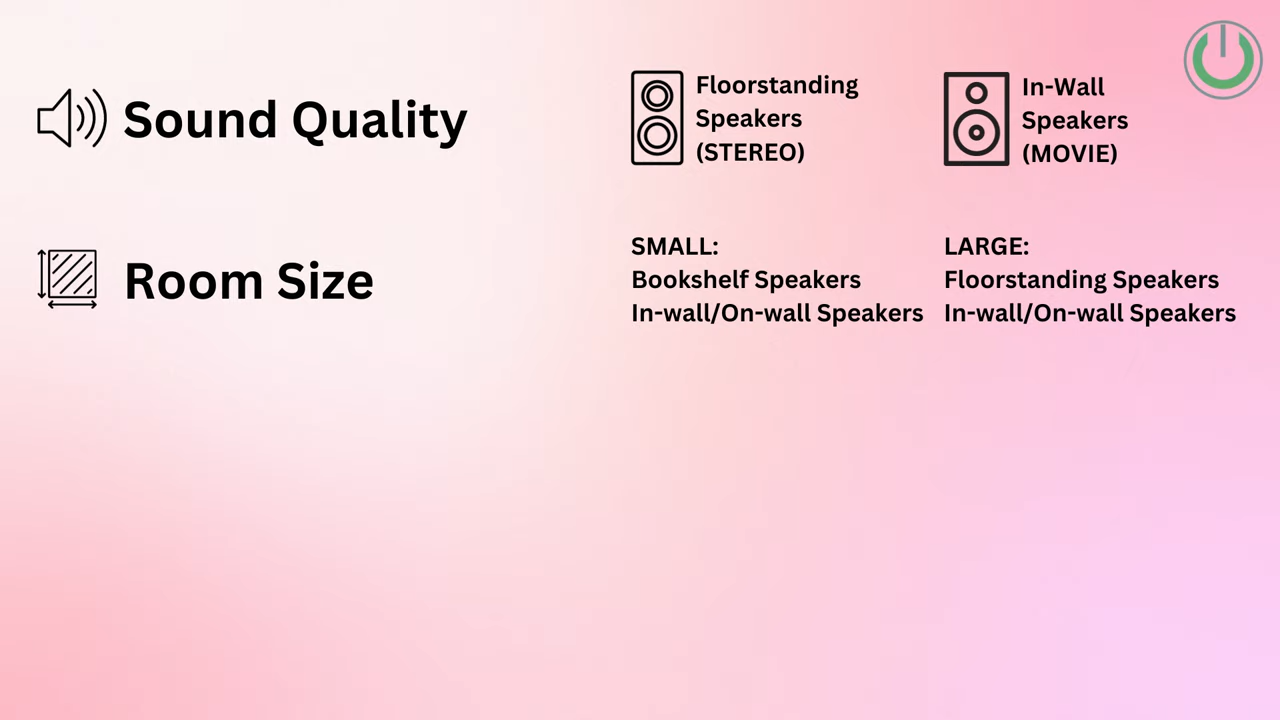 Sound Quality
Floorstanding
Speakers
(STEREO)
In-Wall
Speakers
(MOVIE)
Room Size
SMALL:
Bookshelf Speakers
In-wall/On-wall Speakers
LARGE:
Floorstanding Speakers
In-wall/On-wall Speakers